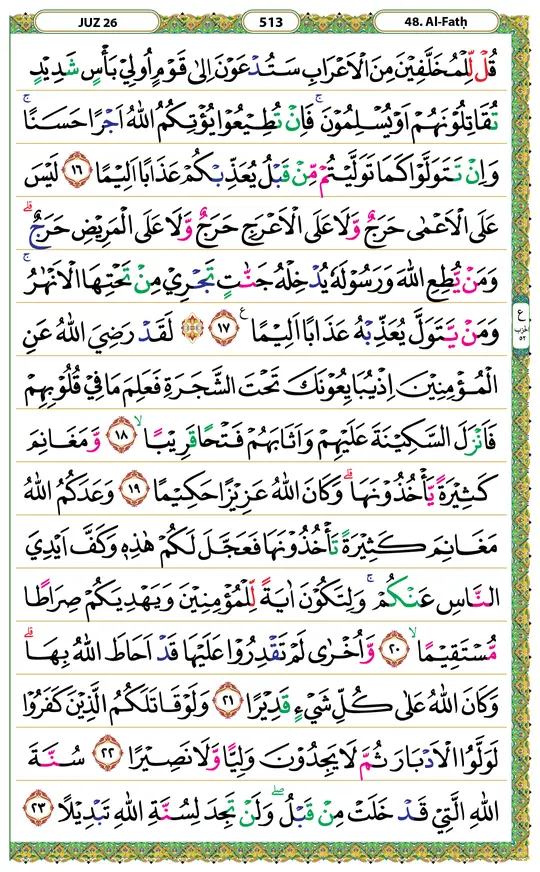 JUZ 26
513
48. Al-Fatḥ
قُلْ لِّلْمُخَلَّفِيْنَ مِنَ الْاَعْرَابِ سَتُدْعَوْنَ اِلٰى قَوْمٍ اُولِيْ بَأْسٍ شَدِيْدٍ
تُقَاتِلُوْنَهُمْ اَوْ يُسْلِمُوْنَ ۚ فَاِنْ تُطِيْعُوْا يُؤْتِكُمُ اللّٰهُ اَجْرًا حَسَنًا ۚ
وَاِنْ تَتَوَلَّوْا كَمَا تَوَلَّيْتُمْ مِّنْ قَبْلُ يُعَذِّبْكُمْ عَذَابًا اَلِيْمًا ۝١٦ لَيْسَ
عَلَى الْاَعْمٰى حَرَجٌ وَّلَا عَلَى الْاَعْرَجِ حَرَجٌ وَّلَا عَلَى الْمَرِيْضِ حَرَجٌ ۗ
وَمَنْ يُّطِعِ اللّٰهَ وَرَسُوْلَهٗ يُدْخِلْهُ جَنّٰتٍ تَجْرِيْ مِنْ تَحْتِهَا الْاَنْهٰرُ ۚ
وَمَنْ يَّتَوَلَّ يُعَذِّبْهُ عَذَابًا اَلِيْمًا ࣖ ۝١٧ ۞ لَقَدْ رَضِيَ اللّٰهُ عَنِ
الْمُؤْمِنِيْنَ اِذْ يُبَايِعُوْنَكَ تَحْتَ الشَّجَرَةِ فَعَلِمَ مَا فِيْ قُلُوْبِهِمْ
فَاَنْزَلَ السَّكِيْنَةَ عَلَيْهِمْ وَاَثَابَهُمْ فَتْحًا قَرِيْبًا ۙ ۝١٨ وَّمَغَانِمَ
كَثِيْرَةً يَّأْخُذُوْنَهَا ۗ وَكَانَ اللّٰهُ عَزِيْزًا حَكِيْمًا ۝١٩ وَعَدَكُمُ اللّٰهُ
مَغَانِمَ كَثِيْرَةً تَأْخُذُوْنَهَا فَعَجَّلَ لَكُمْ هٰذِهٖ وَكَفَّ اَيْدِيَ
النَّاسِ عَنْكُمْ ۚ وَلِتَكُوْنَ اٰيَةً لِّلْمُؤْمِنِيْنَ وَيَهْدِيَكُمْ صِرَاطًا
مُّسْتَقِيْمًا ۙ ۝٢٠ وَّاُخْرٰى لَمْ تَقْدِرُوْا عَلَيْهَا قَدْ اَحَاطَ اللّٰهُ بِهَا ۗ
وَكَانَ اللّٰهُ عَلٰى كُلِّ شَيْءٍ قَدِيْرًا ۝٢١ وَلَوْ قَاتَلَكُمُ الَّذِيْنَ كَفَرُوْا
لَوَلَّوُا الْاَدْبَارَ ثُمَّ لَا يَجِدُوْنَ وَلِيًّا وَّلَا نَصِيْرًا ۝٢٢ سُنَّةَ
اللّٰهِ الَّتِيْ قَدْ خَلَتْ مِنْ قَبْلُ ۖ وَلَنْ تَجِدَ لِسُنَّةِ اللّٰهِ تَبْدِيْلًا ۝٢٣
ع
الحزب
٥٢